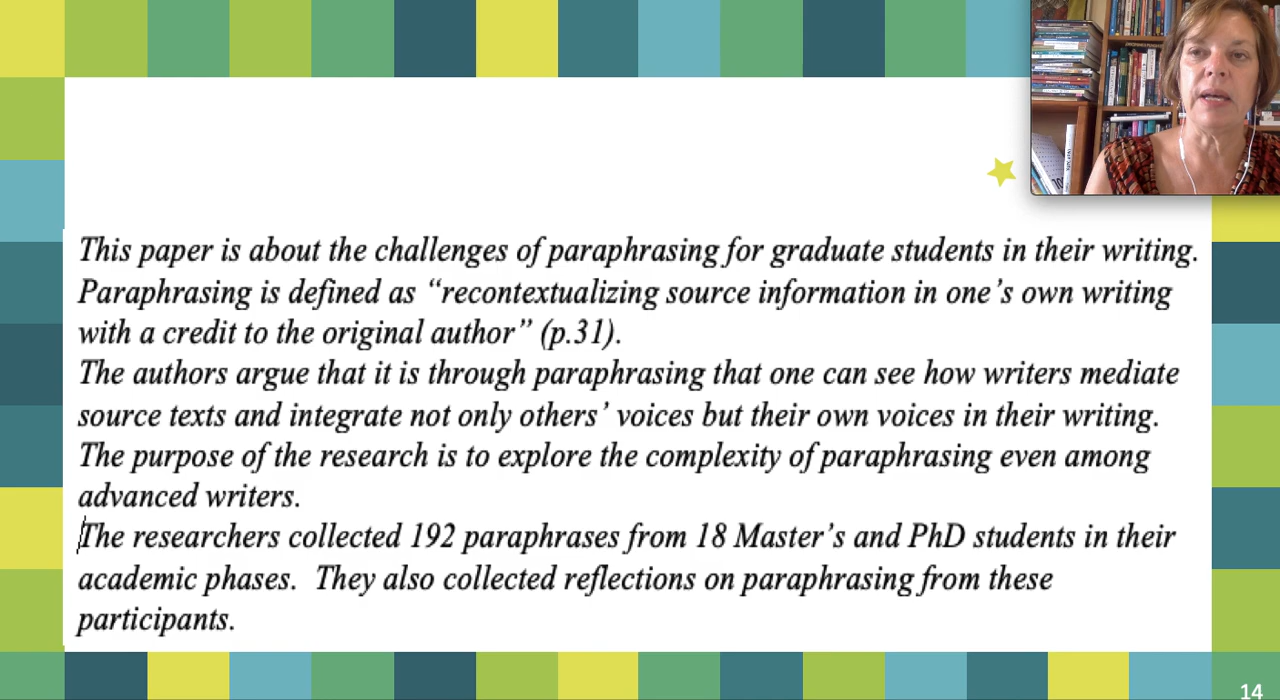 This paper is about the challenges of paraphrasing for graduate students in their writing.
Paraphrasing is defined as “recontextualizing source information in one’s own writing
with a credit to the original author” (p.31).
The authors argue that it is through paraphrasing that one can see how writers mediate
source texts and integrate not only others’ voices but their own voices in their writing.
The purpose of the research is to explore the complexity of paraphrasing even among
advanced writers.
The researchers collected 192 paraphrases from 18 Master’s and PhD students in their
academic phases.  They also collected reflections on paraphrasing from these
participants.
14